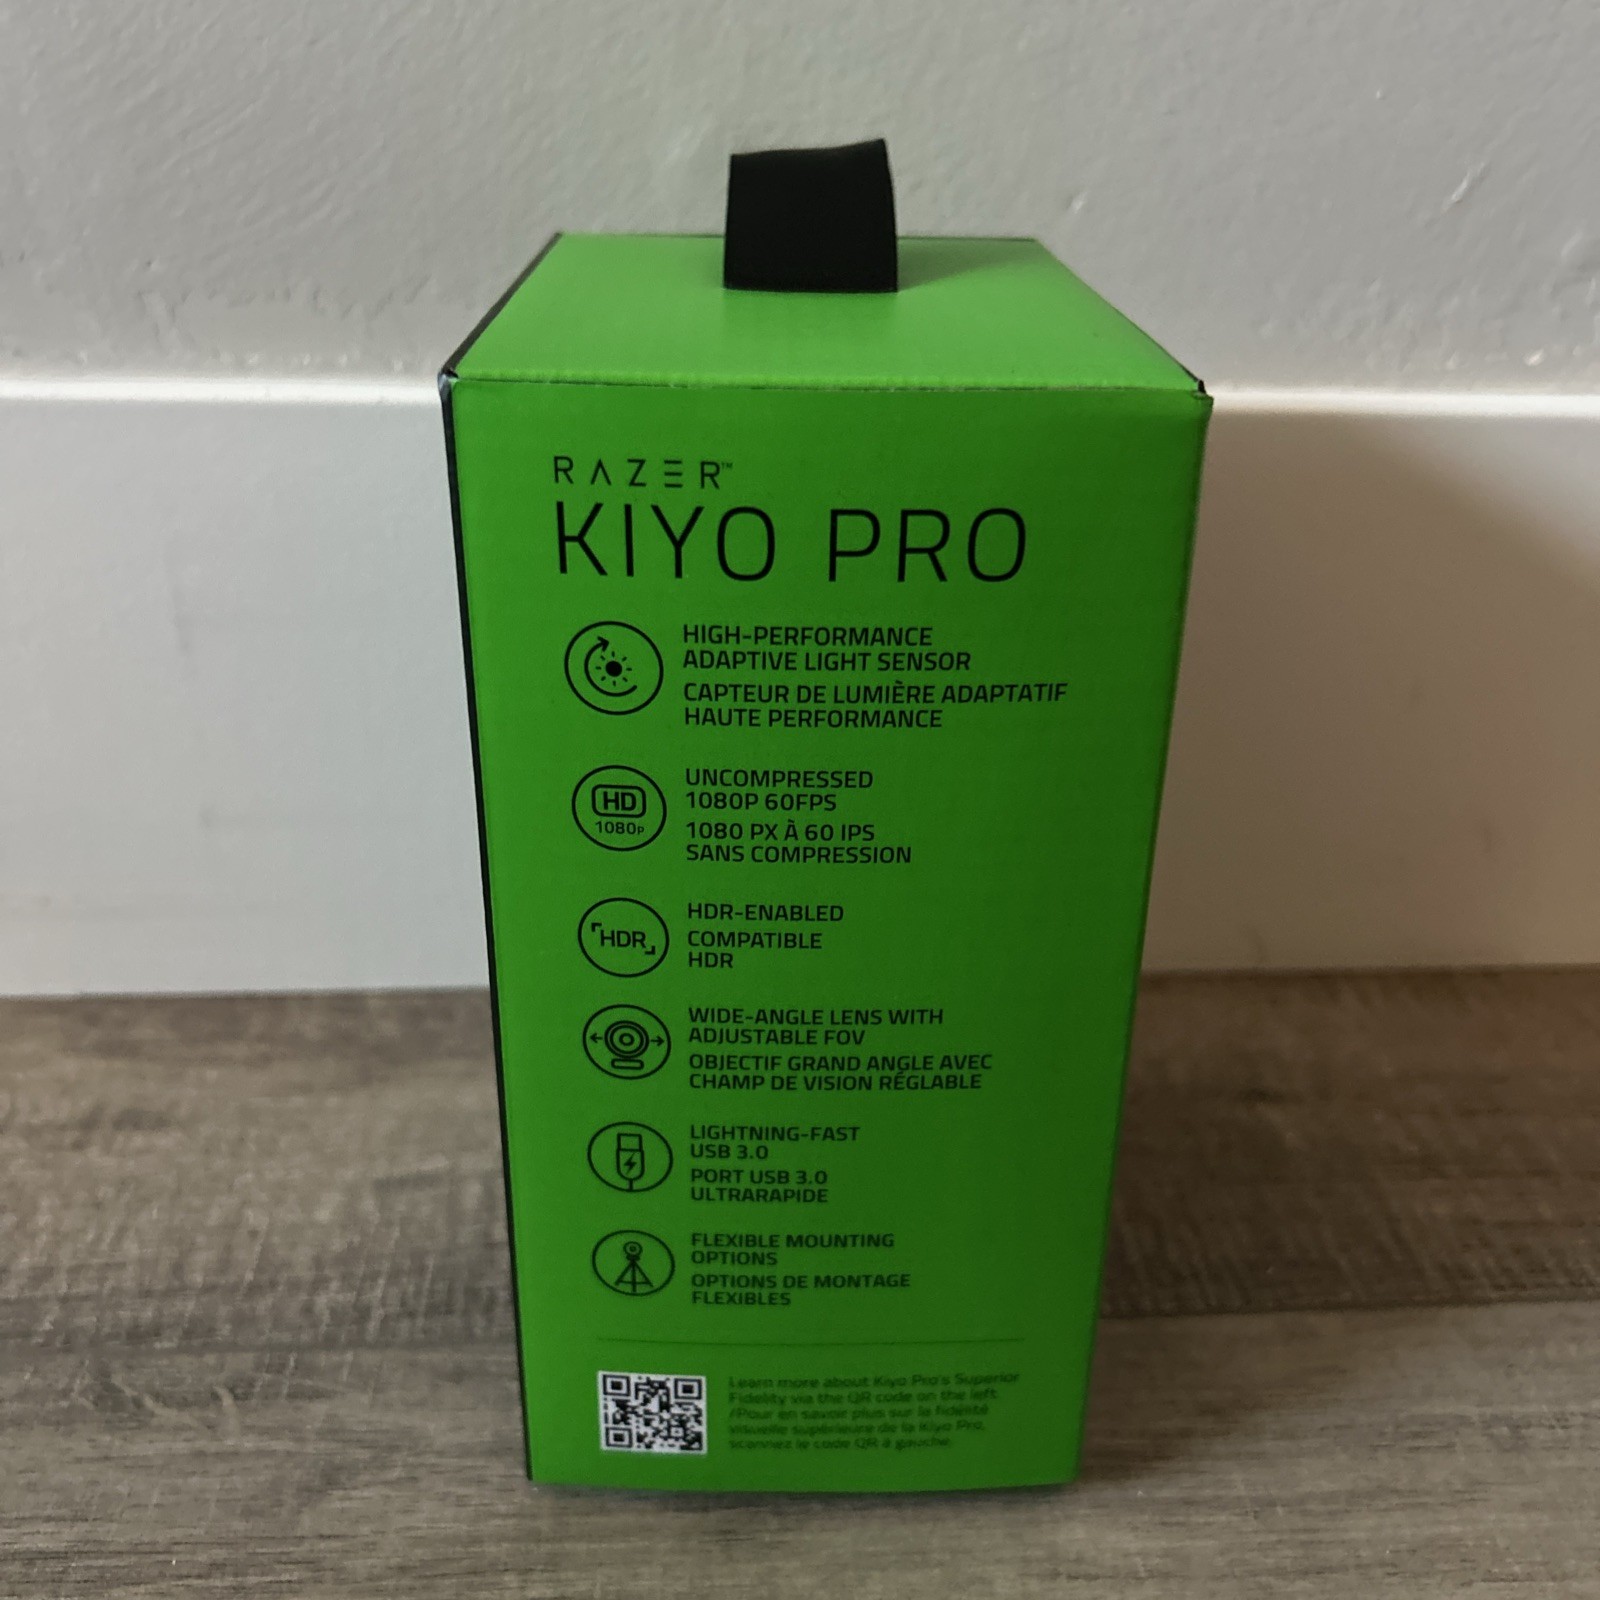 RAZER™
KIYO PRO
HIGH-PERFORMANCE
ADAPTIVE LIGHT SENSOR
CAPTEUR DE LUMIÈRE ADAPTATIF
HAUTE PERFORMANCE
HD
1080P
UNCOMPRESSED
1080P 60FPS
1080 PX À 60 IPS
SANS COMPRESSION
HDR
HDR-ENABLED
COMPATIBLE
HDR
WIDE-ANGLE LENS WITH
ADJUSTABLE FOV
OBJECTIF GRAND ANGLE AVEC
CHAMP DE VISION RÉGLABLE
LIGHTNING-FAST
USB 3.0
PORT USB 3.0
ULTRARAPIDE
FLEXIBLE MOUNTING
OPTIONS
OPTIONS DE MONTAGE
FLEXIBLES
Learn more about Kiyo Pro's Superior
Fidelity via the QR code on the left
/Pour en savoir plus sur la fidélité
visuelle supérieure de la Kiyo Pro,
scannez le code QR à gauche.